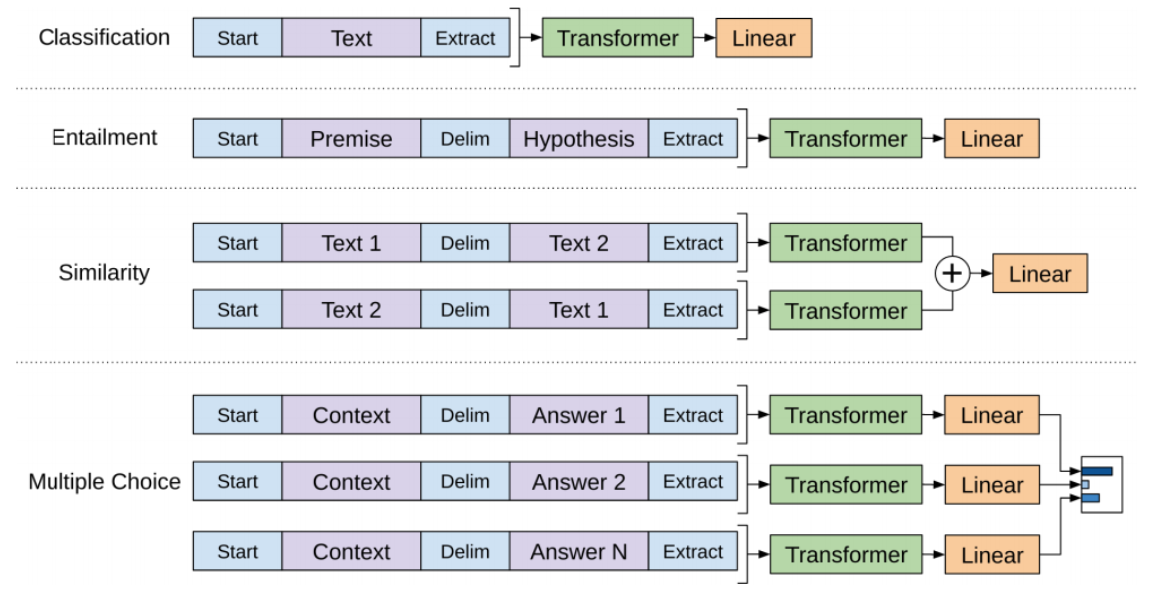 Classification Start Text Extract Transformer Linear
Entailment Start Premise Delim Hypothesis Extract Transformer Linear
Similarity
Start Text 1 Delim Text 2 Extract Transformer
+ Linear
Start Text 2 Delim Text 1 Extract Transformer
Multiple Choice
Start Context Delim Answer 1 Extract Transformer Linear
Start Context Delim Answer 2 Extract Transformer Linear
Start Context Delim Answer N Extract Transformer Linear